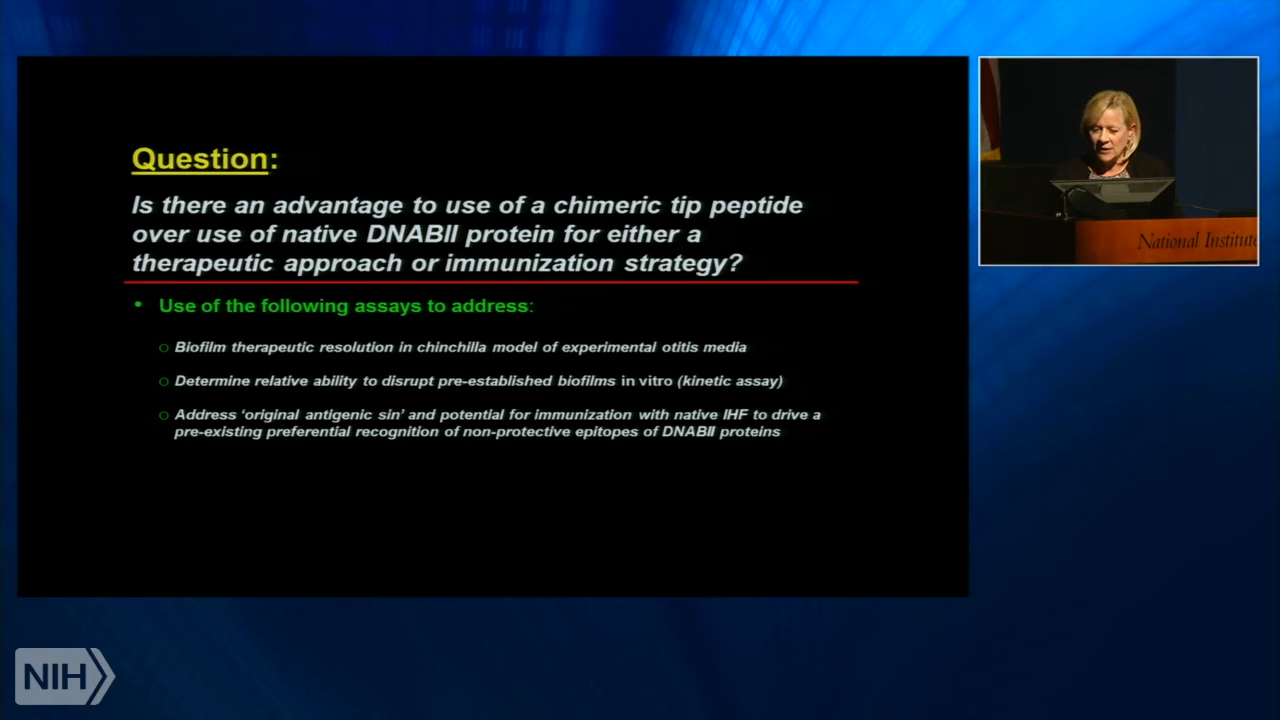 Question:
Is there an advantage to use of a chimeric tip peptide
over use of native DNABII protein for either a
therapeutic approach or immunization strategy?
• Use of the following assays to address:
o Biofilm therapeutic resolution in chinchilla model of experimental otitis media
o Determine relative ability to disrupt pre-established biofilms in vitro (kinetic assay)
o Address ‘original antigenic sin’ and potential for immunization with native IHF to drive a
pre-existing preferential recognition of non-protective epitopes of DNABII proteins
National Institute
NIH